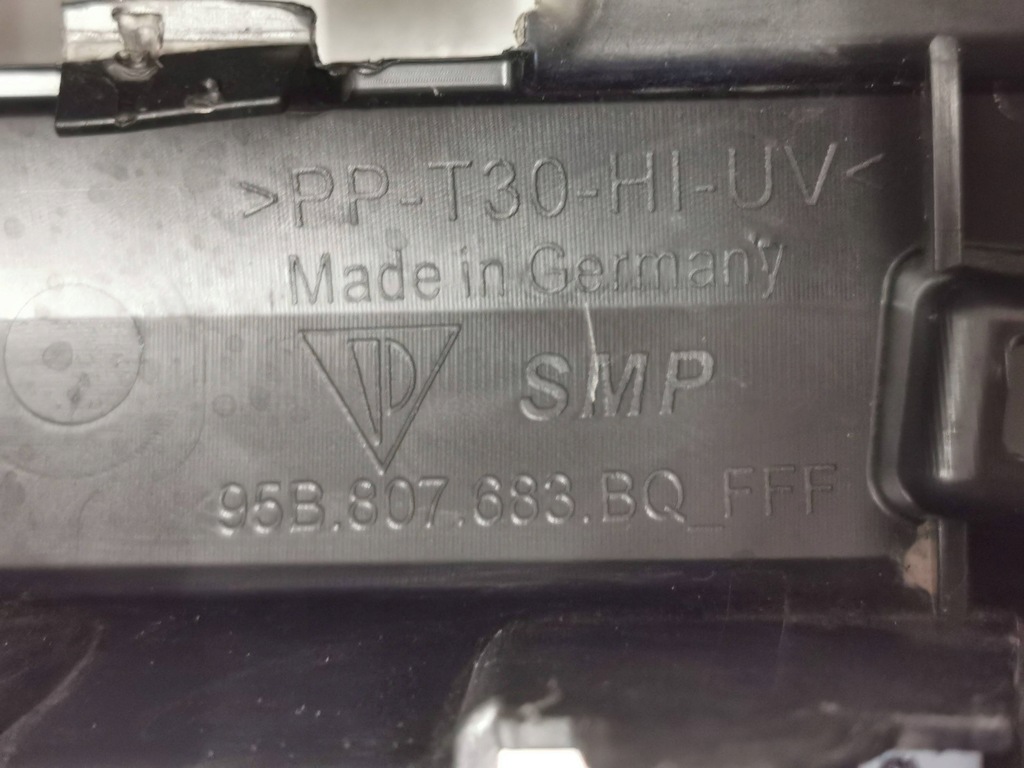 >PP-T30-HI-UV<
Made in Germany
SMP
95B.807.683.BQ_FFF